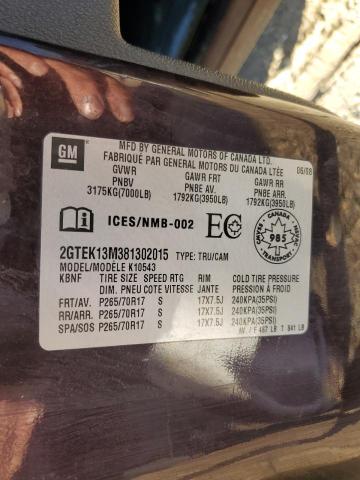 GM
MFD BY GENERAL MOTORS OF CANADA LTD.
FABRIQUÉ PAR GENERAL MOTORS DU CANADA LTÉE
GVWR GAWR FRT GAWR RR 06/08
PNBV PNBE AV. PNBE ARR.
3175KG(7000LB) 1792KG(3950LB) 1792KG(3950LB)
i ICES/NMB-002 EC CANADA 985 TRANSPORT
2GTEK13M381302015 TYPE: TRU/CAM
MODEL/MODÈLE K10543
KBNF TIRE SIZE SPEED RTG RIM COLD TIRE PRESSURE
DIM. PNEU COTE VITESSE JANTE PRESSION À FROID
FRT/AV. P265/70R17 S 17X7.5J 240KPA(35PSI)
RR/ARR. P265/70R17 S 17X7.5J 240KPA(35PSI)
SPA/SOS P265/70R17 S 17X7.5J 240KPA(35PSI)